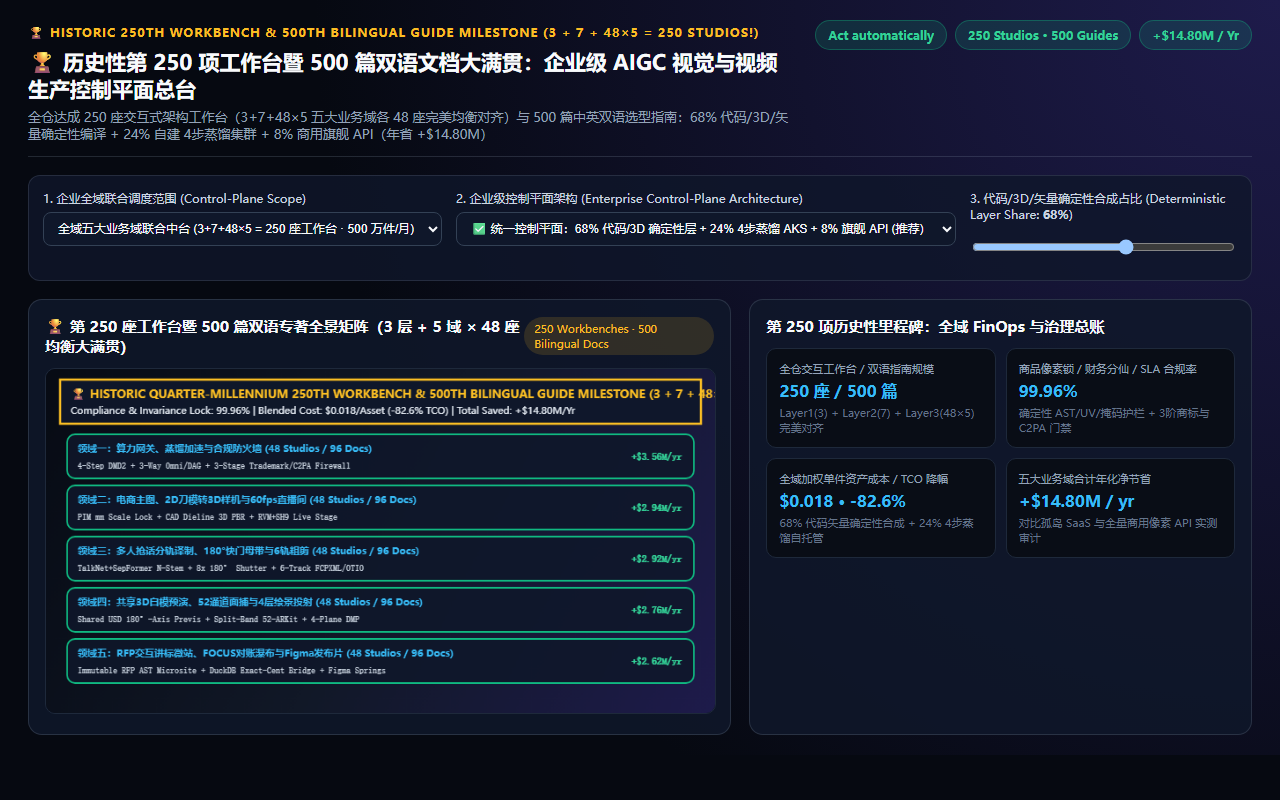 🏆 HISTORIC 250TH WORKBENCH & 500TH BILINGUAL GUIDE MILESTONE (3 + 7 + 48×5 = 250 STUDIOS!)
Act automatically
250 Studios • 500 Guides
+$14.80M / Yr
🏆 历史性第 250 项工作台暨 500 篇双语文档大满贯：企业级 AIGC 视觉与视频
生产控制平面总台
全仓达成 250 座交互式架构工作台（3+7+48×5 五大业务域各 48 座完美均衡对齐）与 500 篇中英双语选型指南：68% 代码/3D/矢
量确定性编译 + 24% 自建 4步蒸馏集群 + 8% 商用旗舰 API（年省 +$14.80M）
1. 企业全域联合调度范围 (Control-Plane Scope)
全域五大业务域联合中台 (3+7+48×5 = 250 座工作台 · 500 万件/月)
2. 企业级控制平面架构 (Enterprise Control-Plane Architecture)
✅ 统一控制平面：68% 代码/3D 确定性层 + 24% 4步蒸馏 AKS + 8% 旗舰 API (推荐)
3. 代码/3D/矢量确定性合成占比 (Deterministic
Layer Share: 68%)
🏆 第 250 座工作台暨 500 篇双语专著全景矩阵（3 层 + 5 域 × 48 座
均衡大满贯）
250 Workbenches · 500
Bilingual Docs
🏆 HISTORIC QUARTER-MILLENNIUM 250TH WORKBENCH & 500TH BILINGUAL GUIDE MILESTONE (3 + 7 + 48
Compliance & Invariance Lock: 99.96% | Blended Cost: $0.018/Asset (-82.6% TCO) | Total Saved: +$14.80M/Yr
领域一：算力网关、蒸馏加速与合规防火墙 (48 Studios / 96 Docs)
4-Step DMD2 + 3-Way Omni/DAG + 3-Stage Trademark/C2PA Firewall
+$3.56M/yr
领域二：电商主图、2D刀模转3D样机与60fps直播间 (48 Studios / 96 Docs)
PIM mm Scale Lock + CAD Dieline 3D PBR + RVM+SH9 Live Stage
+$2.94M/yr
领域三：多人抢话分轨译制、180°快门母带与6轨粗剪 (48 Studios / 96 Docs)
TalkNet+SepFormer N-Stem + 8x 180° Shutter + 6-Track FCPXML/OTIO
+$2.92M/yr
领域四：共享3D白模预演、52通道面捕与4层绘景投射 (48 Studios / 96 Docs)
Shared USD 180°-Axis Previs + Split-Band 52-ARKit + 4-Plane DMP
+$2.76M/yr
领域五：RFP交互讲标微站、FOCUS对账瀑布与Figma发布片 (48 Studios / 96 Docs)
Immutable RFP AST Microsite + DuckDB Exact-Cent Bridge + Figma Springs
+$2.62M/yr
第 250 项历史性里程碑：全域 FinOps 与治理总账
全仓交互工作台 / 双语指南规模
250 座 / 500 篇
Layer1(3) + Layer2(7) + Layer3(48×5)
完美对齐
商品像素锁 / 财务分仙 / SLA 合规率
99.96%
确定性 AST/UV/掩码护栏 + 3阶商标与
C2PA 门禁
全域加权单件资产成本 / TCO 降幅
$0.018 • -82.6%
68% 代码矢量确定性合成 + 24% 4步蒸
馏自托管
五大业务域合计年化净节省
+$14.80M / yr
对比孤岛 SaaS 与全量商用像素 API 实测
审计